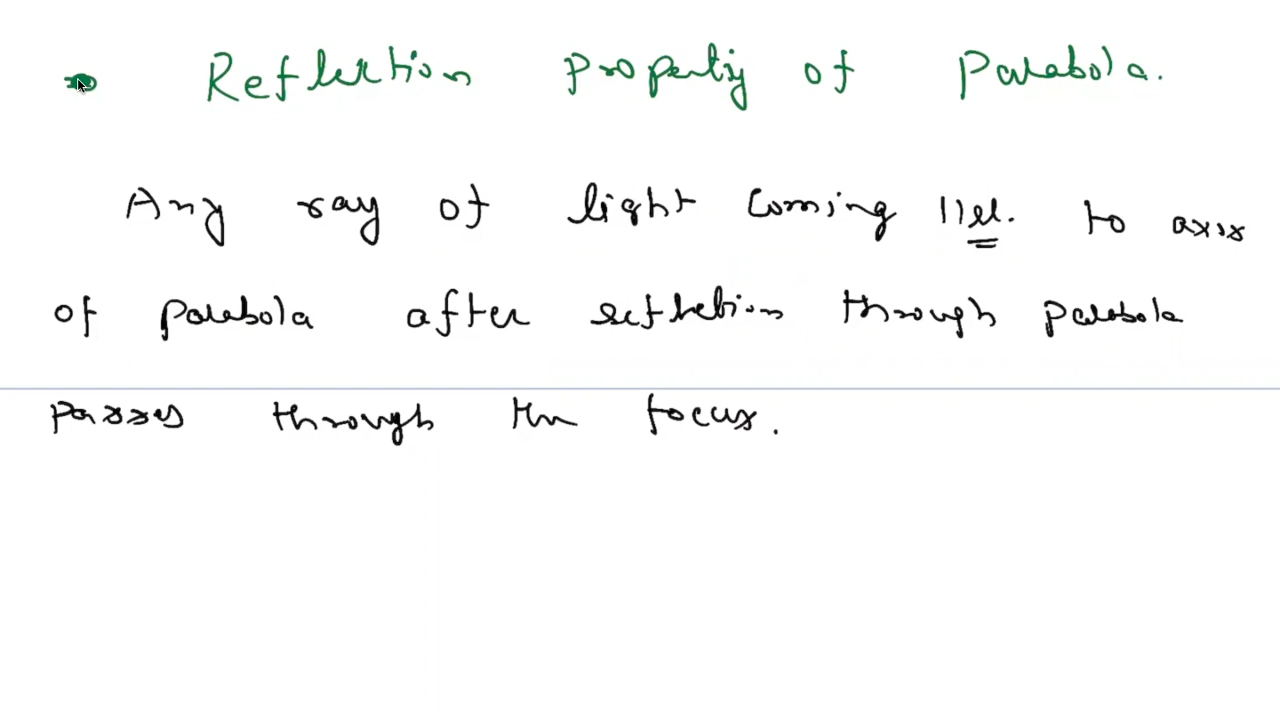 Reflection Property of Parabola.
Any ray of light Coming ||el. to axis
of parabola after reflection through parabola
passes through the focus.